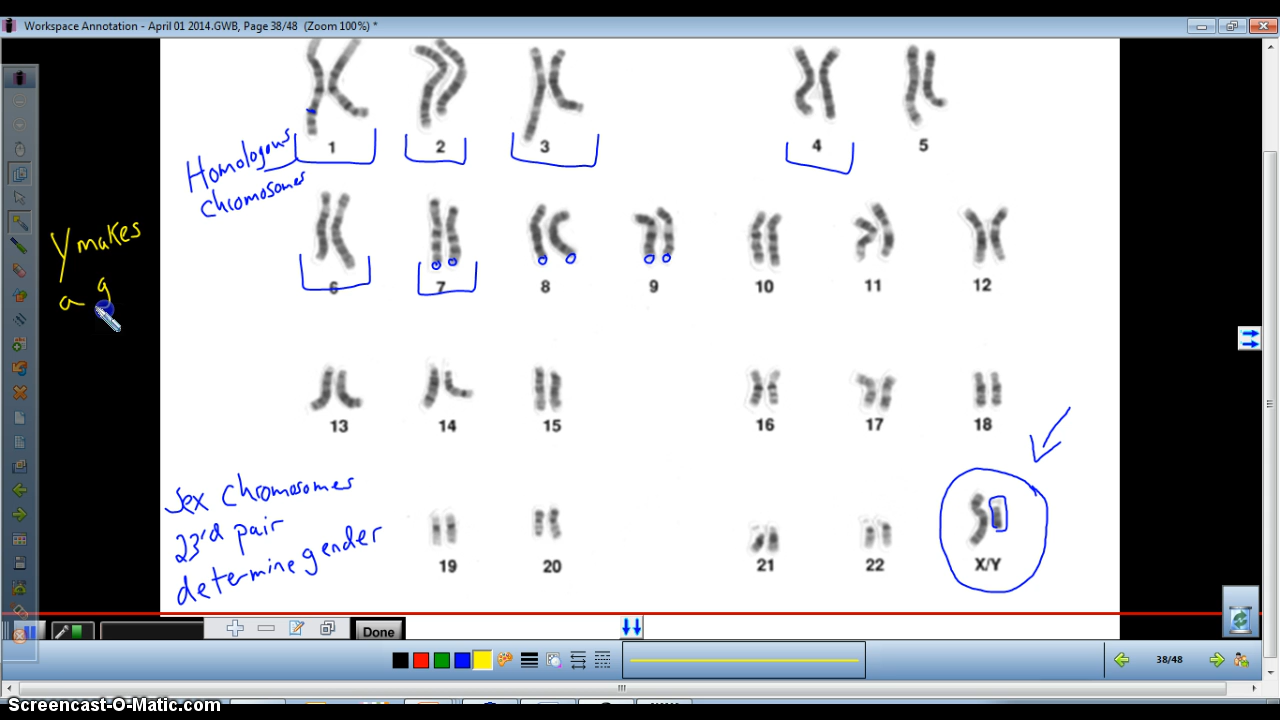 Workspace Annotation - April 01 2014.GWB, Page 38/48 (Zoom 100%) *
1 2 3 4 5
Homologous
chromosomes
Y makes
a g
6 7 8 9 10 11 12
13 14 15 16 17 18
Sex chromosomes
23'd pair
determine gender
19 20 21 22 X/Y
Done
38/48
Screencast-O-Matic.com